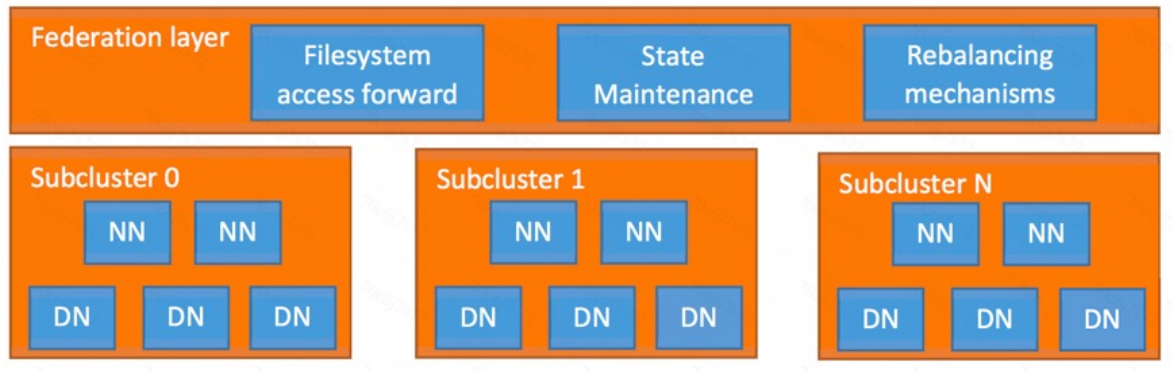 Federation layer
Filesystem
access forward
State
Maintenance
Rebalancing
mechanisms
Subcluster 0
NN NN
DN DN DN
Subcluster 1
NN NN
DN DN DN
Subcluster N
NN NN
DN DN DN